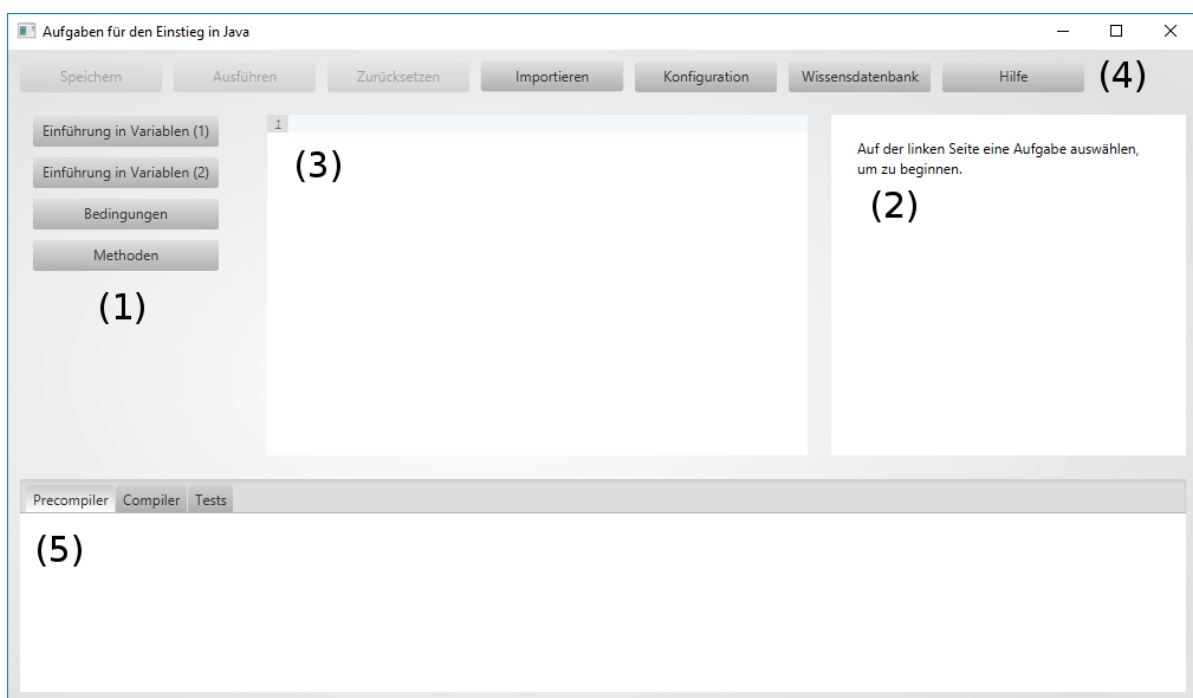 Aufgaben für den Einstieg in Java
Speichern Ausführen Zurücksetzen Importieren Konfiguration Wissensdatenbank Hilfe (4)
Einführung in Variablen (1)
Einführung in Variablen (2)
Bedingungen
Methoden
(1)
1
(3)
Auf der linken Seite eine Aufgabe auswählen,
um zu beginnen.
(2)
Precompiler Compiler Tests
(5)